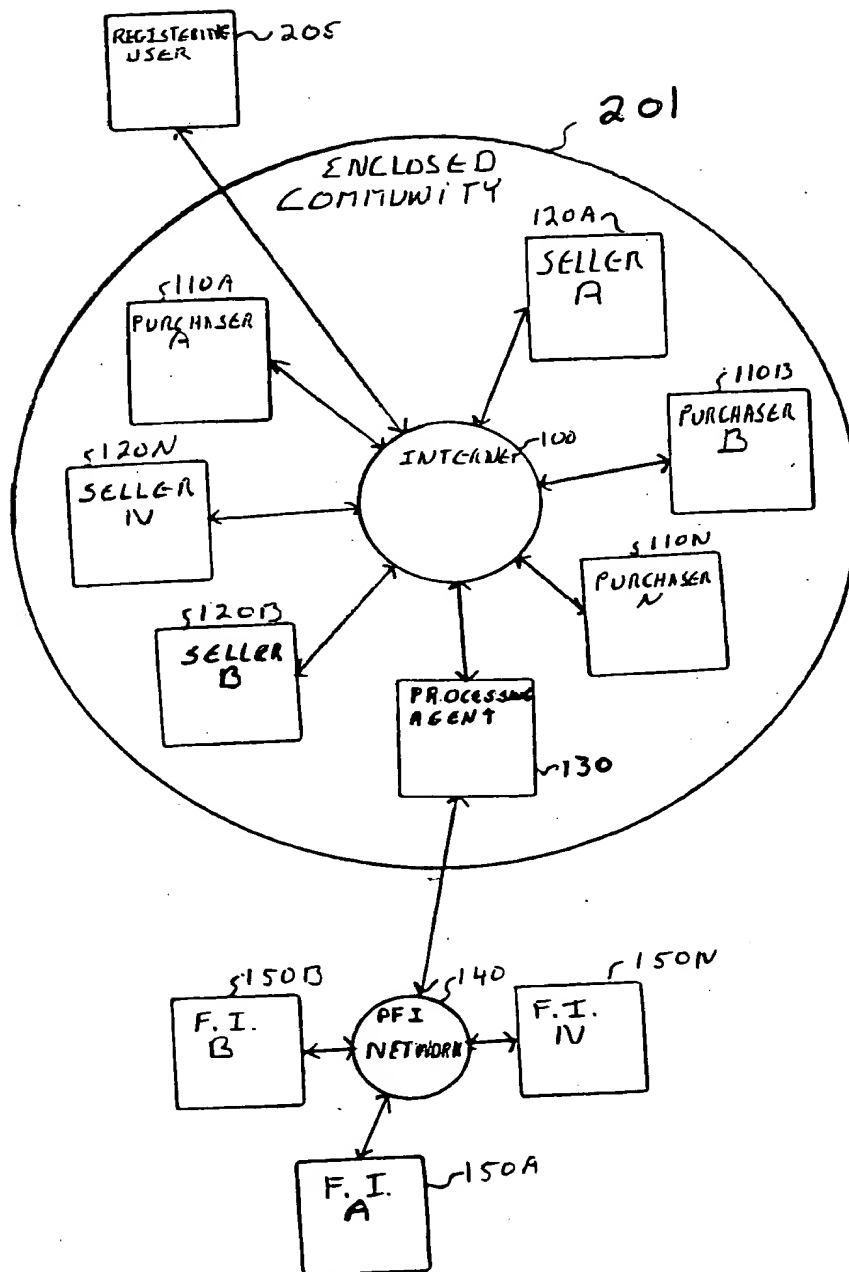 REGISTERING
USER
205
201
ENCLOSED
COMMUNITY
120A
SELLER
A
110A
PURCHASER
A
110B
PURCHASER
B
INTERNET
100
120N
SELLER
N
110N
PURCHASER
N
120B
SELLER
B
PROCESSING
AGENT
130
150B
F. I.
B
140
PFI
NETWORK
150N
F. I.
N
F. I.
A
150A